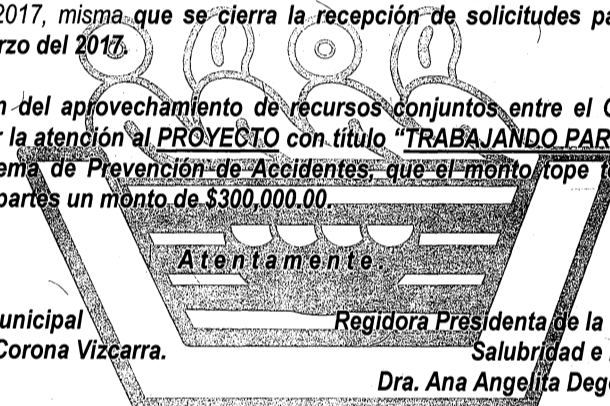 2017, misma que se cierra la recepción de solicitudes pa
rzo del 2017.
n del aprovechamiento de recursos conjuntos entre el
r la atención al PROYECTO con título “TRABAJANDO PAR
ema de Prevención de Accidentes, que el monto tope t
partes un monto de $300,000.00.
Atentamente.
unicipal Regidora Presidenta de la
Corona Vizcarra. Salubridad e
Dra. Ana Angelita Deg